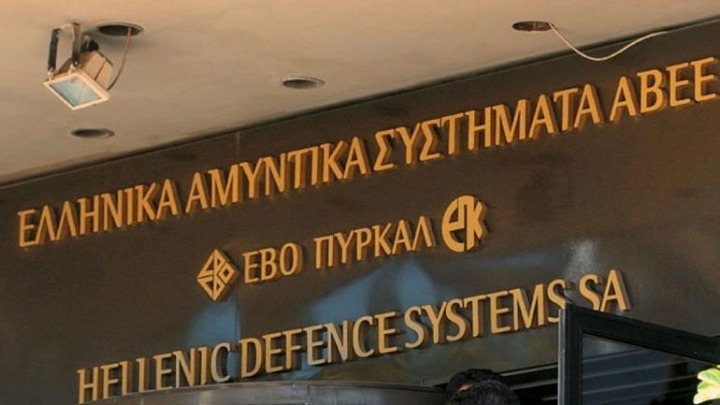 ΕΛΛΗΝΙΚΑ ΑΜΥΝΤΙΚΑ ΣΥΣΤΗΜΑΤΑ ΑΒΕΕ
ΕΒΟ ΠΥΡΚΑΛ
HELLENIC DEFENCE SYSTEMS SA